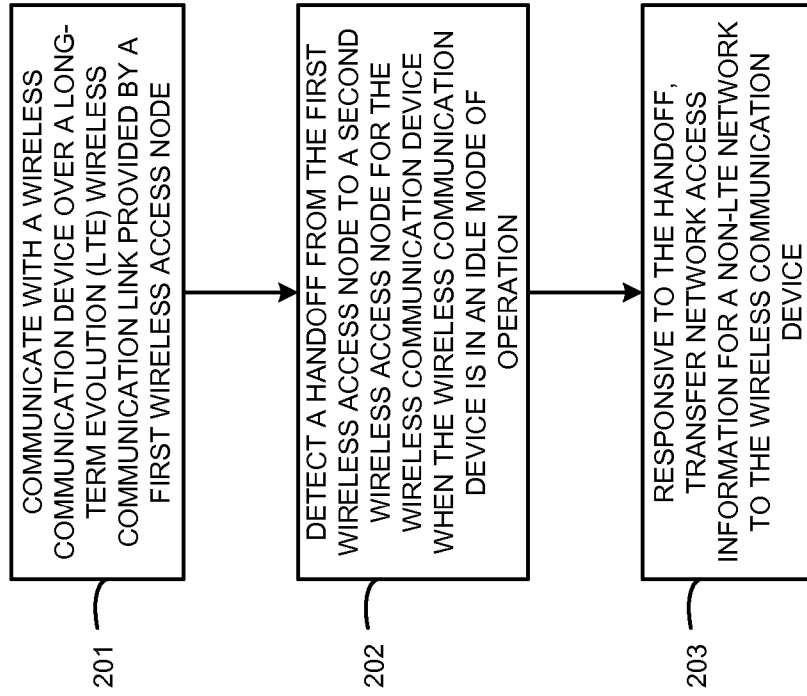 201
COMMUNICATE WITH A WIRELESS
COMMUNICATION DEVICE OVER A LONG-
TERM EVOLUTION (LTE) WIRELESS
COMMUNICATION LINK PROVIDED BY A
FIRST WIRELESS ACCESS NODE
202
DETECT A HANDOFF FROM THE FIRST
WIRELESS ACCESS NODE TO A SECOND
WIRELESS ACCESS NODE FOR THE
WIRELESS COMMUNICATION DEVICE
WHEN THE WIRELESS COMMUNICATION
DEVICE IS IN AN IDLE MODE OF
OPERATION
203
RESPONSIVE TO THE HANDOFF,
TRANSFER NETWORK ACCESS
INFORMATION FOR A NON-LTE NETWORK
TO THE WIRELESS COMMUNICATION
DEVICE